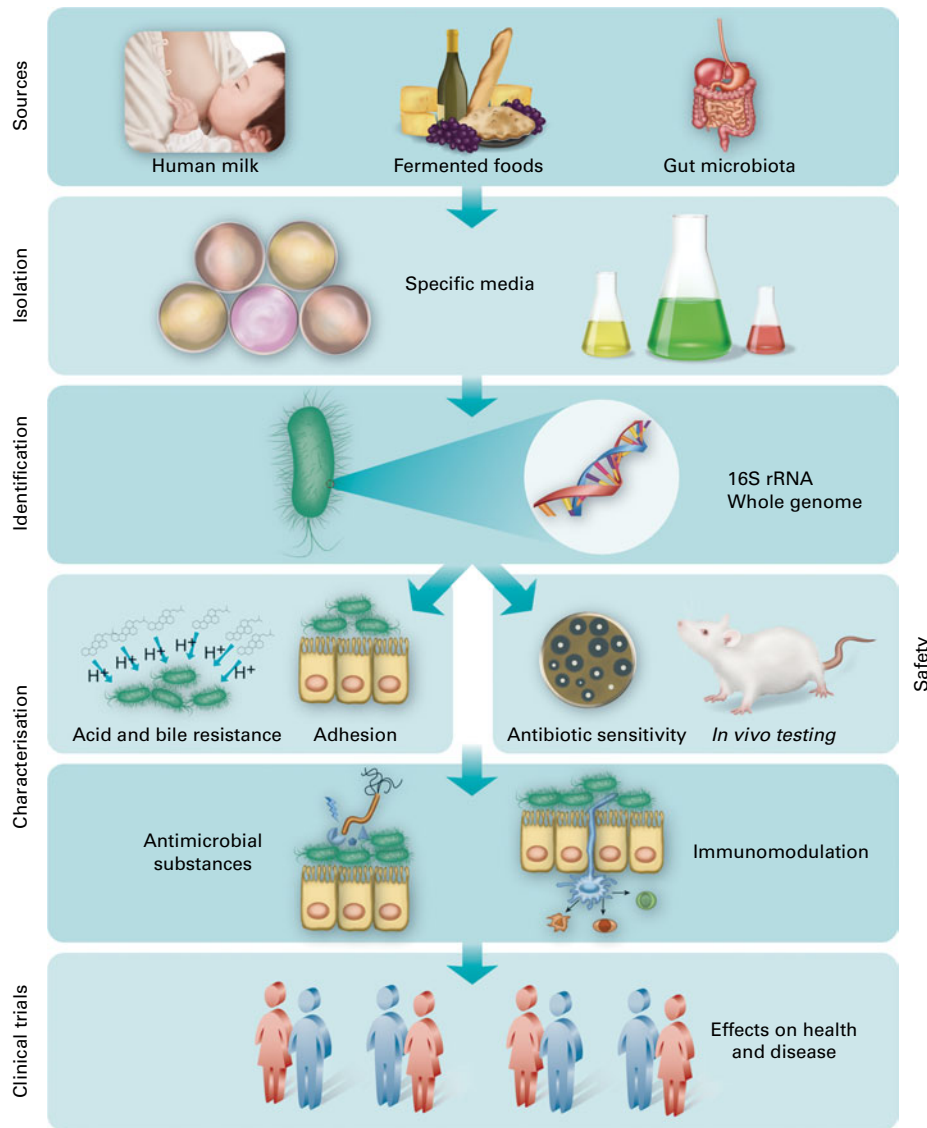 Sources
Human milk
Fermented foods
Gut microbiota
Isolation
Specific media
Identification
16S rRNA
Whole genome
Characterisation
H+ H+ H+ H+ H+ H+
Acid and bile resistance
Adhesion
Antibiotic sensitivity
In vivo testing
Safety
Antimicrobial
substances
Immunomodulation
Clinical trials
Effects on health
and disease